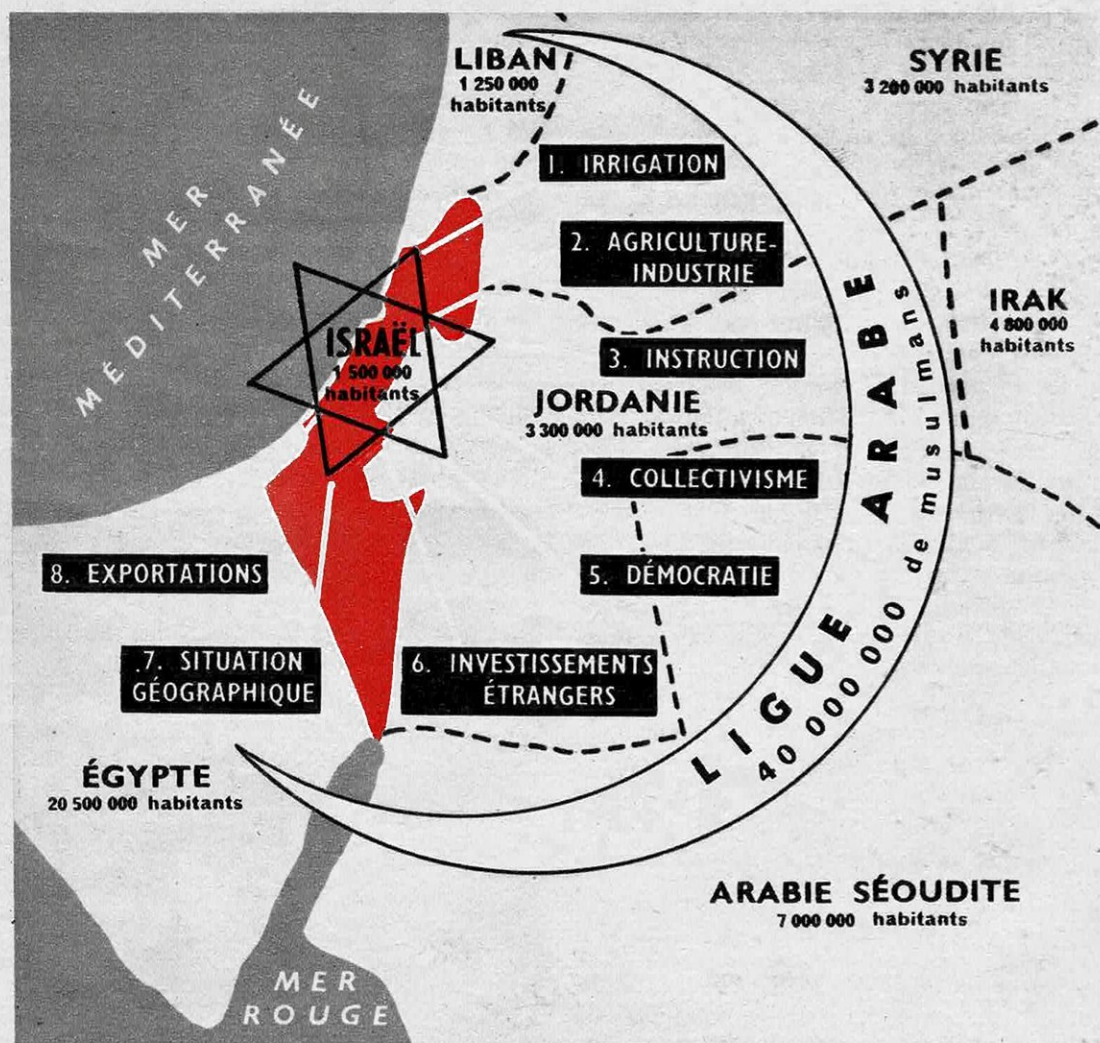 LIBAN
1 250 000
habitants
SYRIE
3 200 000 habitants
MER
MÉDITERRANÉE
1. IRRIGATION
2. AGRICULTURE-
INDUSTRIE
IRAK
4 800 000
habitants
ISRAËL
1 500 000
habitants
3. INSTRUCTION
JORDANIE
3 300 000 habitants
4. COLLECTIVISME
LIGUE ARABE
40 000 000 de musulmans
8. EXPORTATIONS
5. DÉMOCRATIE
.7. SITUATION
GÉOGRAPHIQUE
6. INVESTISSEMENTS
ÉTRANGERS
ÉGYPTE
20 500 000 habitants
ARABIE SÉOUDITE
7 000 000 habitants
MER
ROUGE